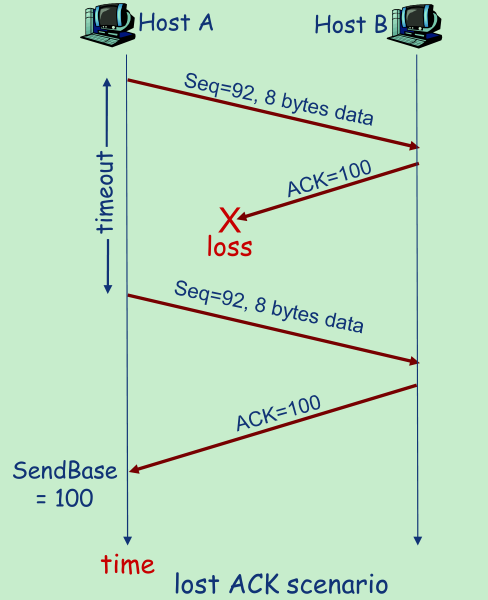 Host A
Host B
Seq=92, 8 bytes data
ACK=100
timeout
X
loss
Seq=92, 8 bytes data
ACK=100
SendBase
= 100
time
lost ACK scenario